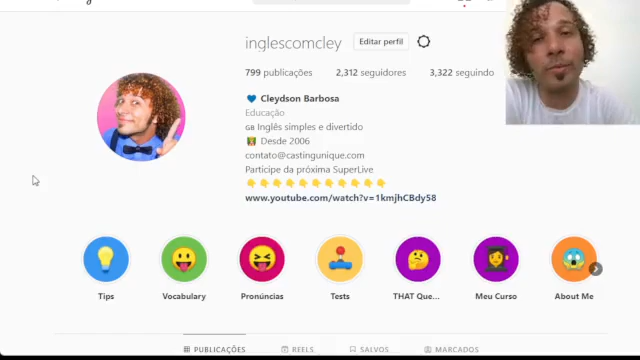 inglescomcley Editar perfil
799 publicações 2,312 seguidores 3,322 seguindo
Cleydson Barbosa
Educação
GB Inglês simples e divertido
Desde 2006
contato@castingunique.com
Participe da próxima SuperLive
www.youtube.com/watch?v=1kmjhCBdy58
Tips Vocabulary Pronúncias Tests THAT Que... Meu Curso About Me
PUBLICAÇÕES REELS SALVOS MARCADOS